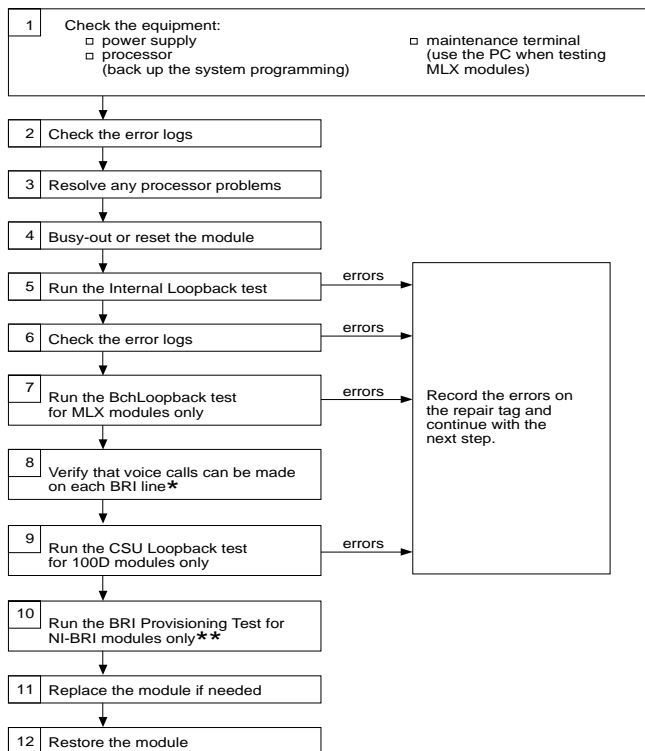 1
Check the equipment:
power supply
processor
(back up the system programming)
maintenance terminal
(use the PC when testing
MLX modules)
2 Check the error logs
3 Resolve any processor problems
4 Busy-out or reset the module
5 Run the Internal Loopback test
errors
6 Check the error logs
errors
7 Run the BchLoopback test
for MLX modules only
errors
Record the errors on
the repair tag and
continue with the
next step.
8 Verify that voice calls can be made
on each BRI line*
9 Run the CSU Loopback test
for 100D modules only
errors
10 Run the BRI Provisioning Test for
NI-BRI modules only**
11 Replace the module if needed
12 Restore the module